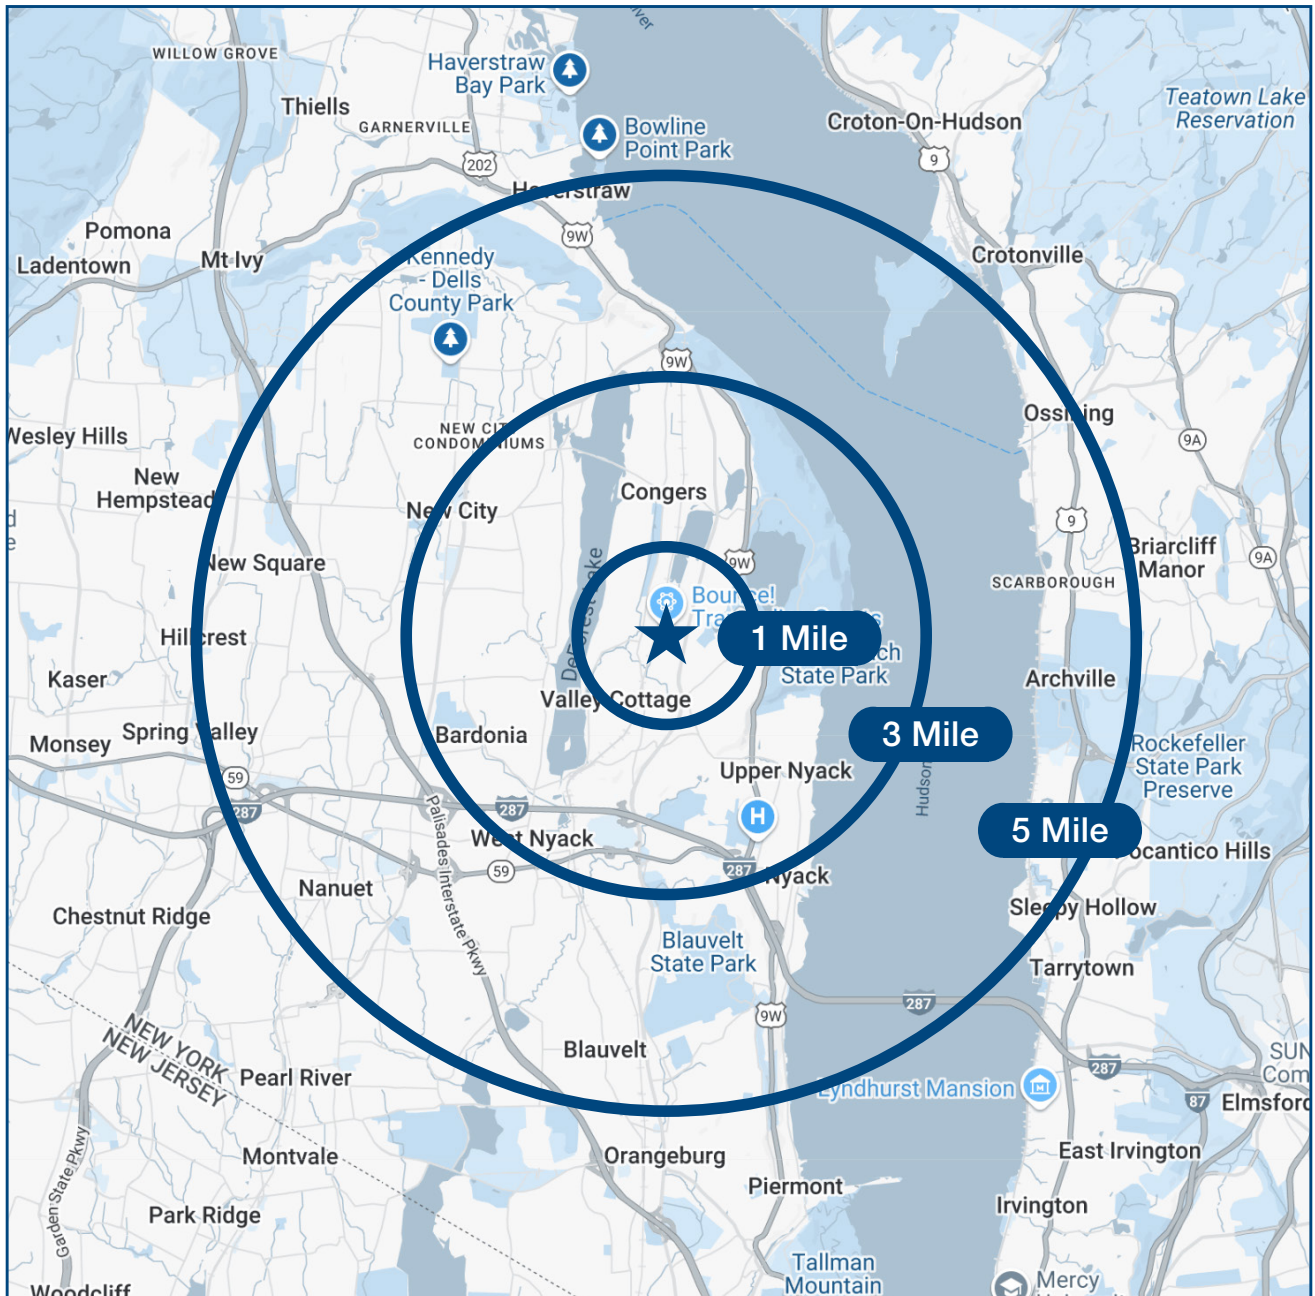 WILLOW GROVE
Haverstraw
Bay Park
Thiells
GARNERVILLE
Bowline
Point Park
Croton-On-Hudson
Teatown Lake
Reservation
202
9
Haverstraw
Pomona
Ladentown
Mt Ivy
9W
Kennedy
- Dells
County Park
Crotonville
9W
Ossining
9A
Wesley Hills
NEW CITY
CONDOMINIUMS
New
Hempstead
Congers
New City
9
New Square
9W
Briarcliff
Manor
9A
SCARBOROUGH
DeForest Lake
Bounce!
1 Mile
State Park
Hillcrest
Kaser
Valley Cottage
Archville
Spring Valley
Monsey
Bardonia
3 Mile
Rockefeller
State Park
Preserve
59
Upper Nyack
Hudson
287
287
H
5 Mile
West Nyack
Palisades Interstate Pkwy
59
287
Nyack
Pocantico Hills
Nanuet
Chestnut Ridge
Sleepy Hollow
Blauvelt
State Park
Tarrytown
287
9W
NEW YORK
NEW JERSEY
Blauvelt
Pearl River
Lyndhurst Mansion
287
87
Elmsford
Garden State Pkwy
Montvale
Orangeburg
East Irvington
Piermont
Park Ridge
Irvington
Tallman
Mountain
Mercy
Woodcliff